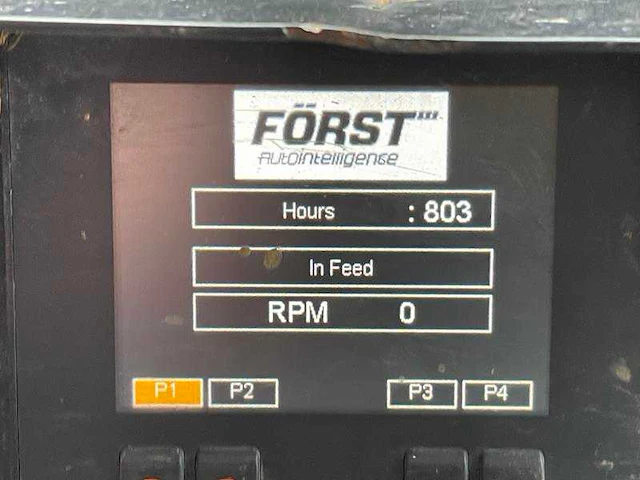 FÖRST
AUtOintelligence
Hours : 803
In Feed
RPM 0
P1 P2 P3 P4